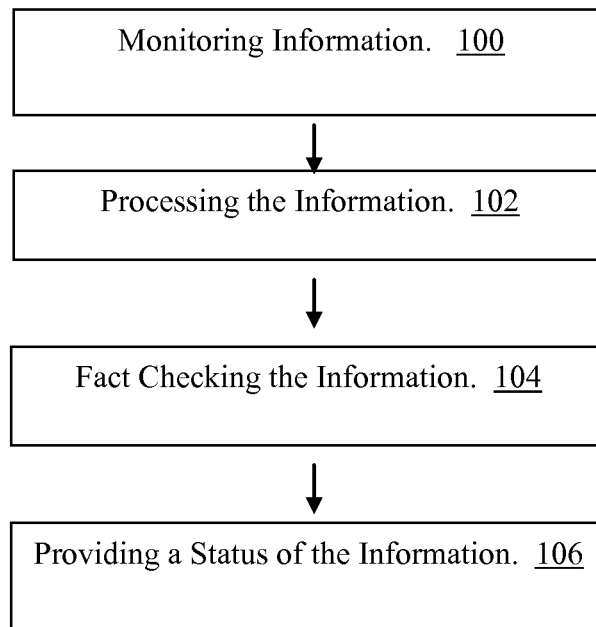 Monitoring Information. 100
Processing the Information. 102
Fact Checking the Information. 104
Providing a Status of the Information. 106